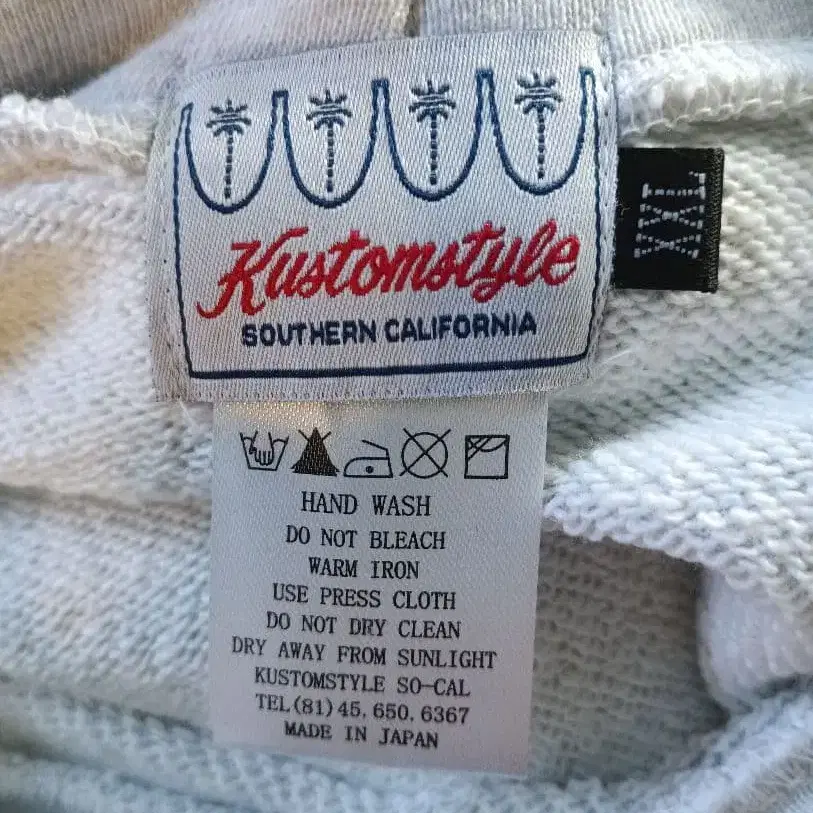 Kustomstyle
SOUTHERN CALIFORNIA
XXXL
HAND WASH
DO NOT BLEACH
WARM IRON
USE PRESS CLOTH
DO NOT DRY CLEAN
DRY AWAY FROM SUNLIGHT
KUSTOMSTYLE SO-CAL
TEL(81)45.650.6367
MADE IN JAPAN